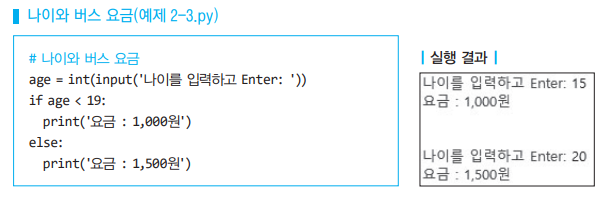 나이와 버스 요금(예제 2-3.py)
# 나이와 버스 요금
age = int(input('나이를 입력하고 Enter: '))
if age < 19:
  print('요금 : 1,000원')
else:
  print('요금 : 1,500원')
| 실행 결과 |
나이를 입력하고 Enter: 15
요금 : 1,000원
나이를 입력하고 Enter: 20
요금 : 1,500원